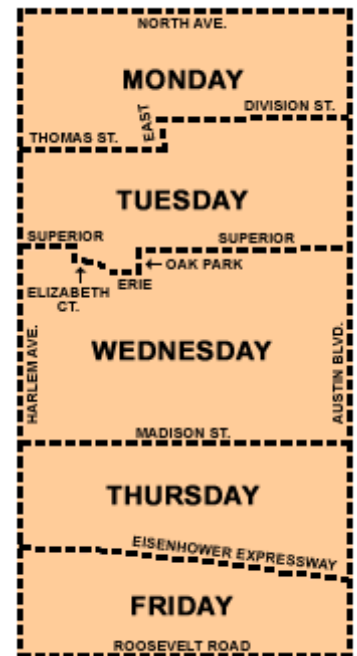 NORTH AVE.
MONDAY
DIVISION ST.
EAST
THOMAS ST.
TUESDAY
SUPERIOR
SUPERIOR
← OAK PARK
ERIE
ELIZABETH
CT.
HARLEM AVE.
AUSTIN BLVD.
WEDNESDAY
MADISON ST.
THURSDAY
EISENHOWER EXPRESSWAY
FRIDAY
ROOSEVELT ROAD